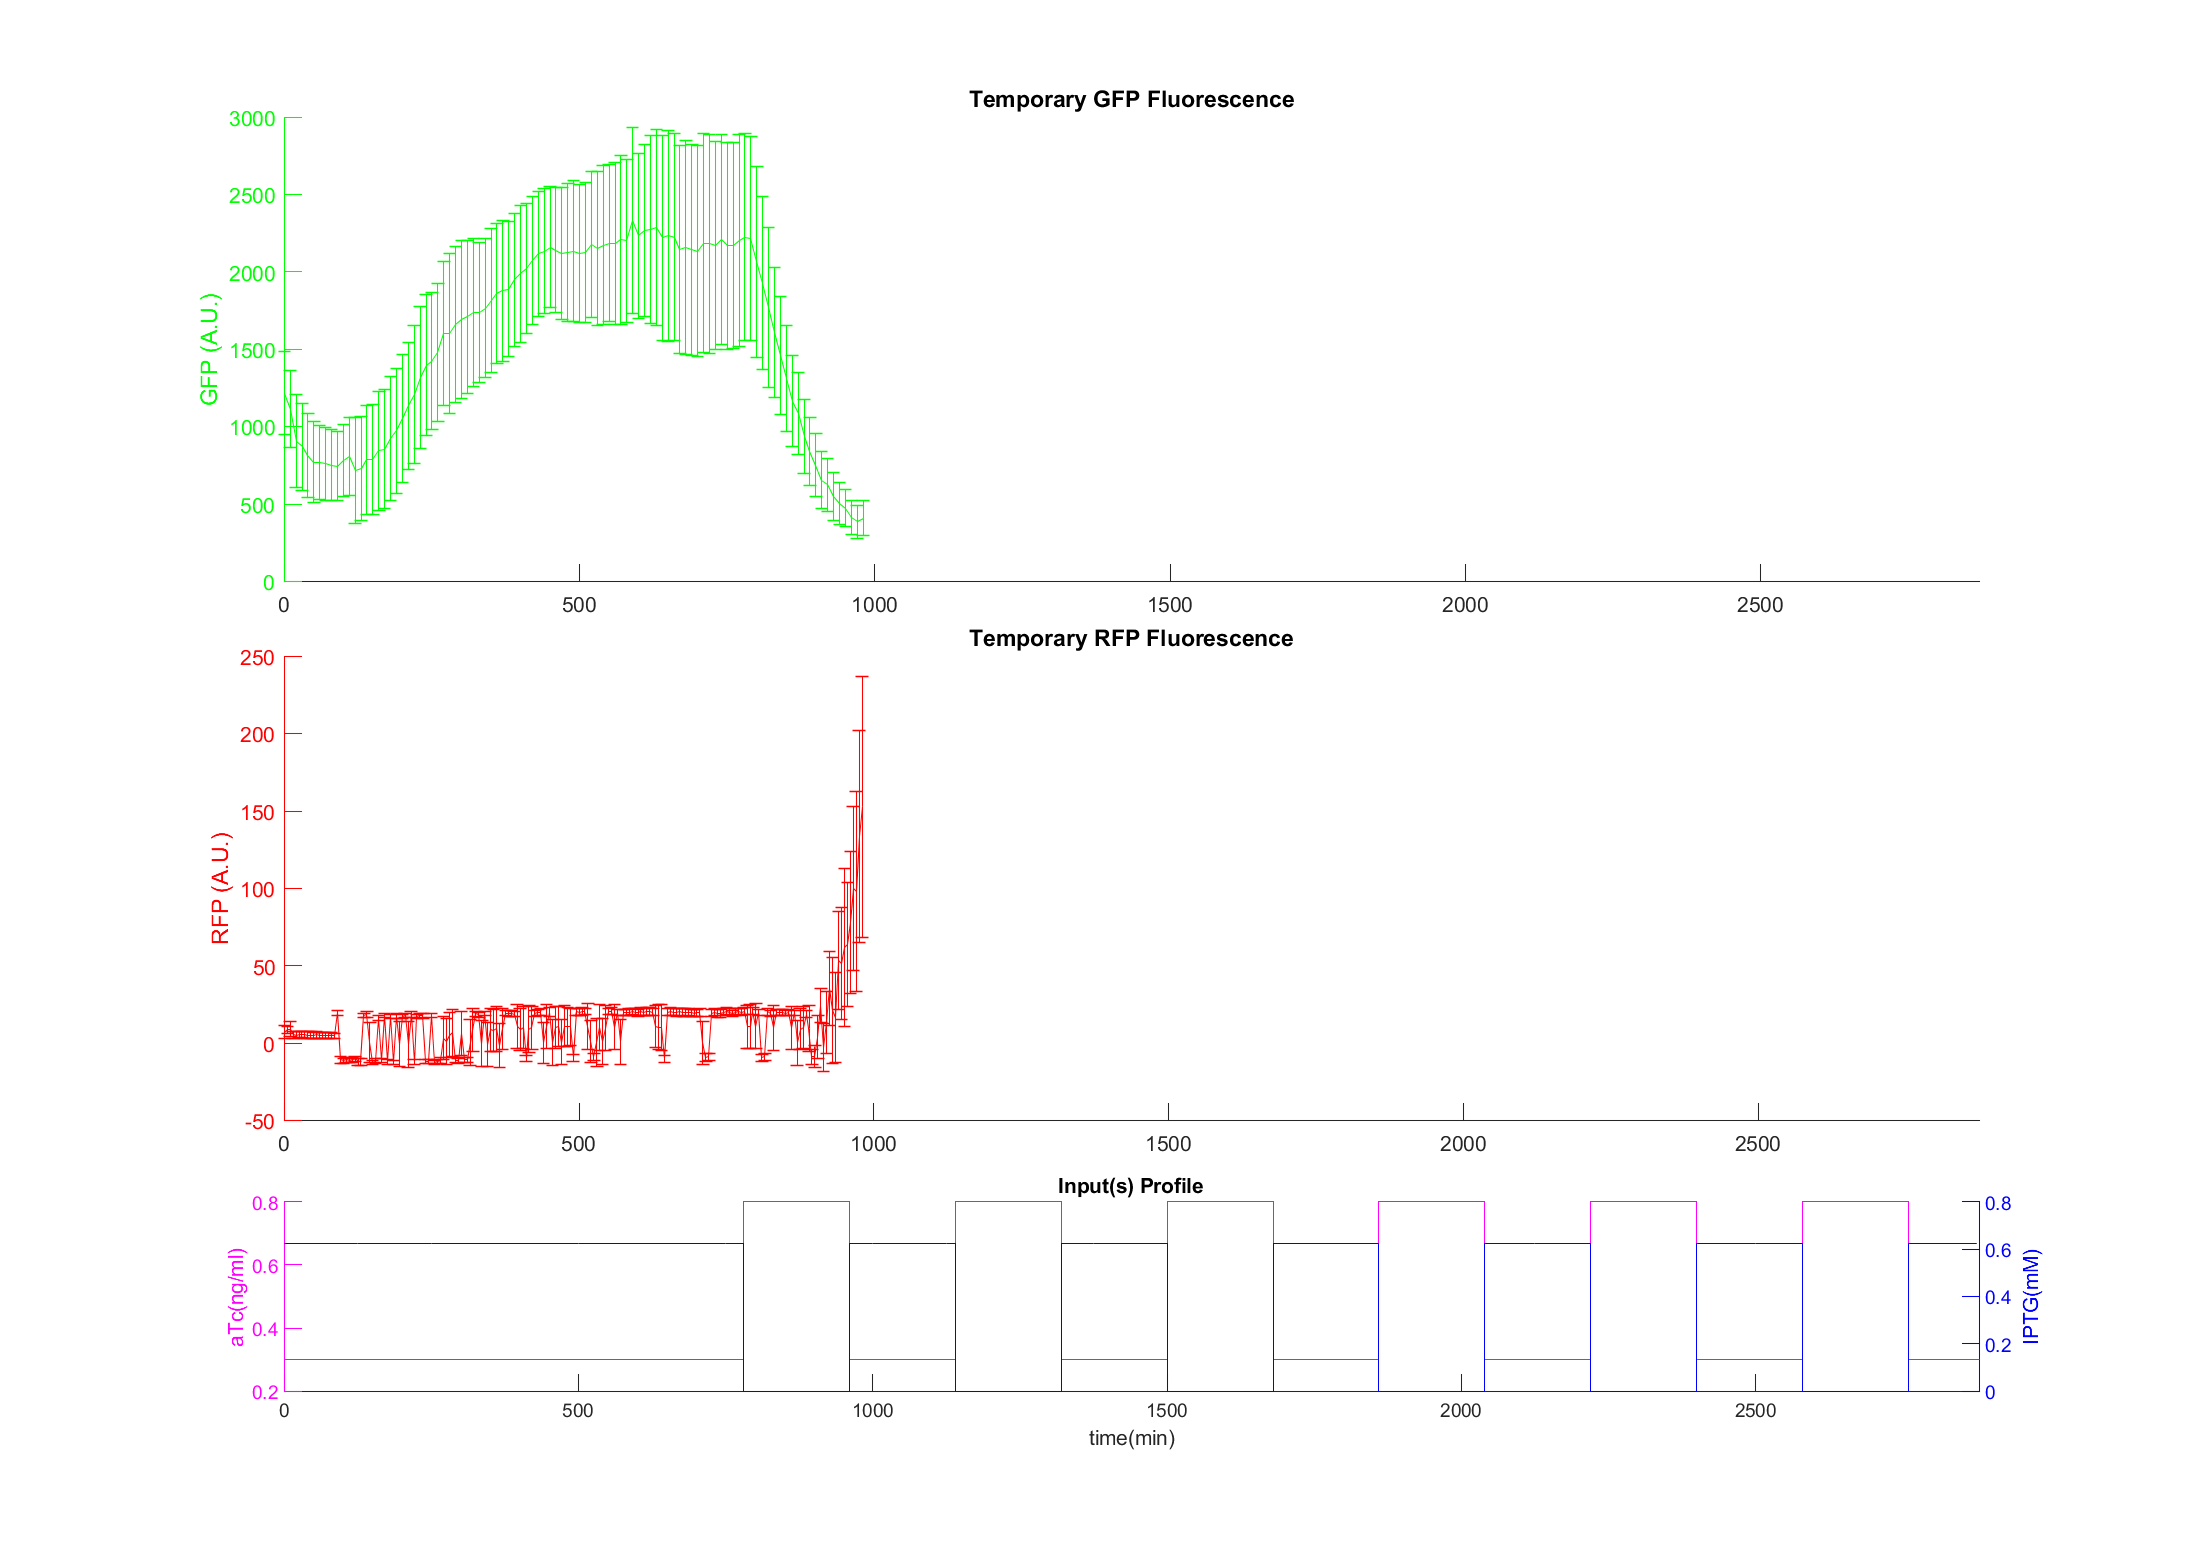 Temporary GFP Fluorescence
3000
2500
2000
1500
1000
500
0
GFP (A.U.)
0 500 1000 1500 2000 2500
Temporary RFP Fluorescence
250
200
150
100
50
0
-50
RFP (A.U.)
0 500 1000 1500 2000 2500
Input(s) Profile
0.8
0.6
0.4
0.2
aTc(ng/ml)
0.8
0.6
0.4
0.2
0
IPTG(mM)
0 500 1000 1500 2000 2500
time(min)